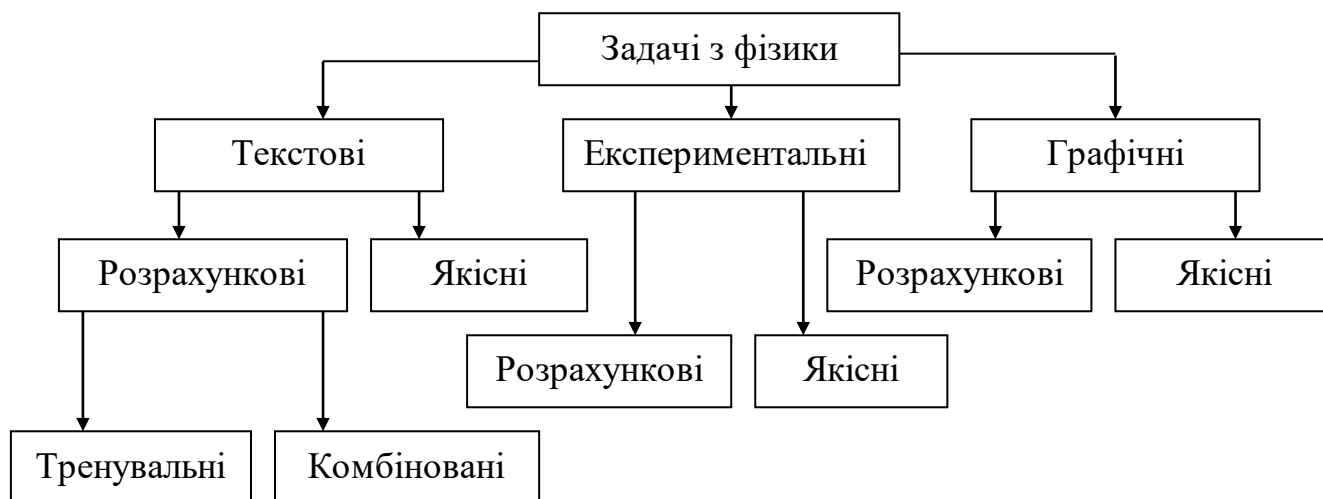 Задачі з фізики
Текстові
Експериментальні
Графічні
Розрахункові
Якісні
Розрахункові
Якісні
Розрахункові
Якісні
Тренувальні
Комбіновані